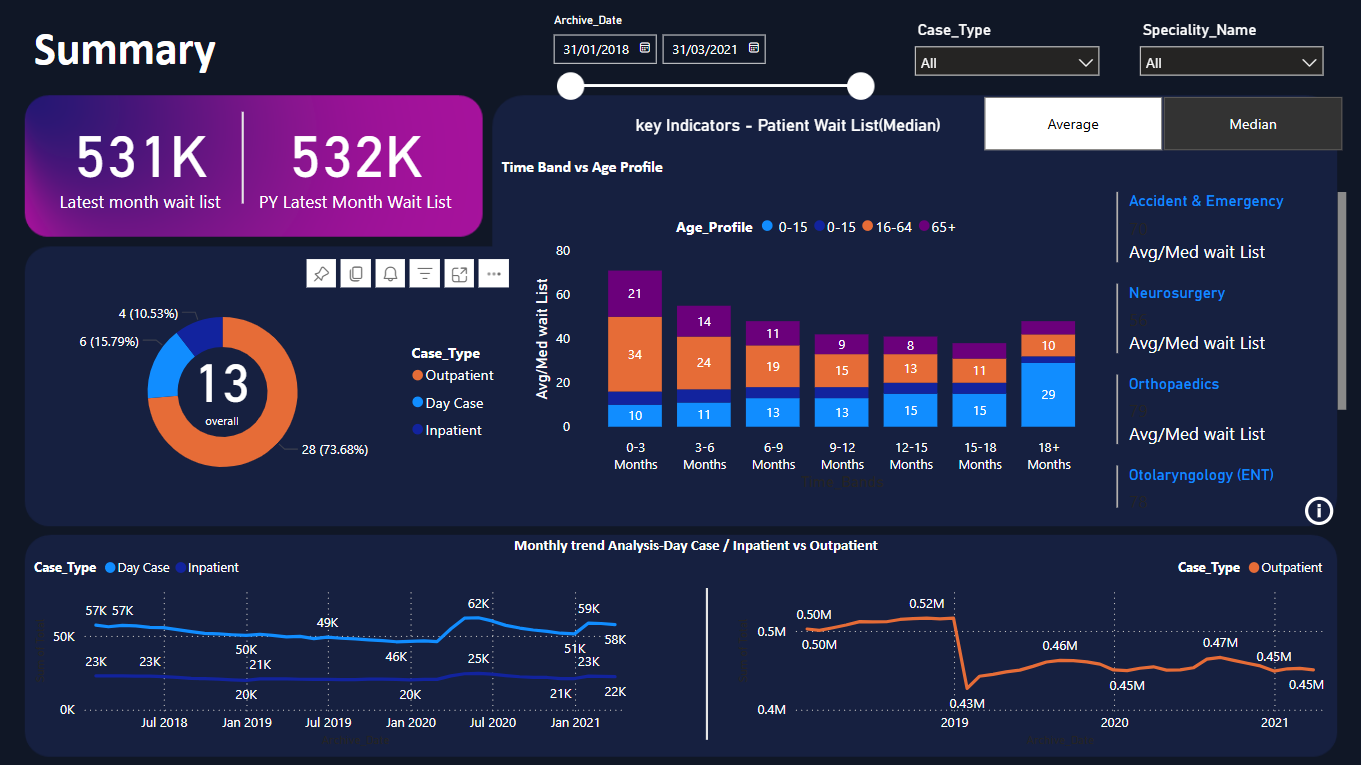 Summary
Archive_Date
31/01/2018
31/03/2021
Case_Type
All
Speciality_Name
All
531K
Latest month wait list
532K
PY Latest Month Wait List
key Indicators - Patient Wait List(Median)
Average
Median
4 (10.53%)
6 (15.79%)
13
overall
28 (73.68%)
Case_Type
Outpatient
Day Case
Inpatient
Time Band vs Age Profile
Age_Profile 0-15 0-15 16-64 65+
Avg/Med wait List
80
60
40
20
0
21
34
10
14
24
11
11
19
13
9
15
13
8
13
15
11
15
10
29
0-3
Months
3-6
Months
6-9
Months
9-12
Months
12-15
Months
15-18
Months
18+
Months
Accident & Emergency
Avg/Med wait List
Neurosurgery
Avg/Med wait List
Orthopaedics
Avg/Med wait List
Otolaryngology (ENT)
Monthly trend Analysis-Day Case / Inpatient vs Outpatient
Case_Type Day Case Inpatient
50K
0K
57K 57K
50K
49K
46K
62K
51K
59K
58K
23K
23K
20K
21K
20K
25K
21K
23K
22K
Jul 2018
Jan 2019
Jul 2019
Jan 2020
Jul 2020
Jan 2021
Case_Type Outpatient
0.5M
0.4M
0.50M
0.50M
0.52M
0.43M
0.46M
0.45M
0.47M
0.45M
0.45M
2019
2020
2021